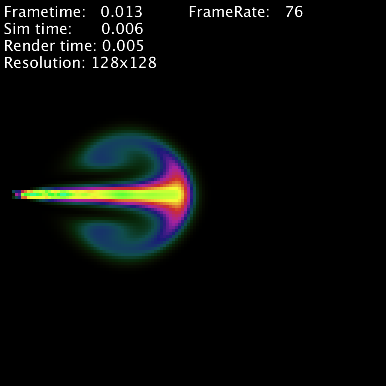 Frametime: 0.013 FrameRate: 76
Sim time: 0.006
Render time: 0.005
Resolution: 128x128